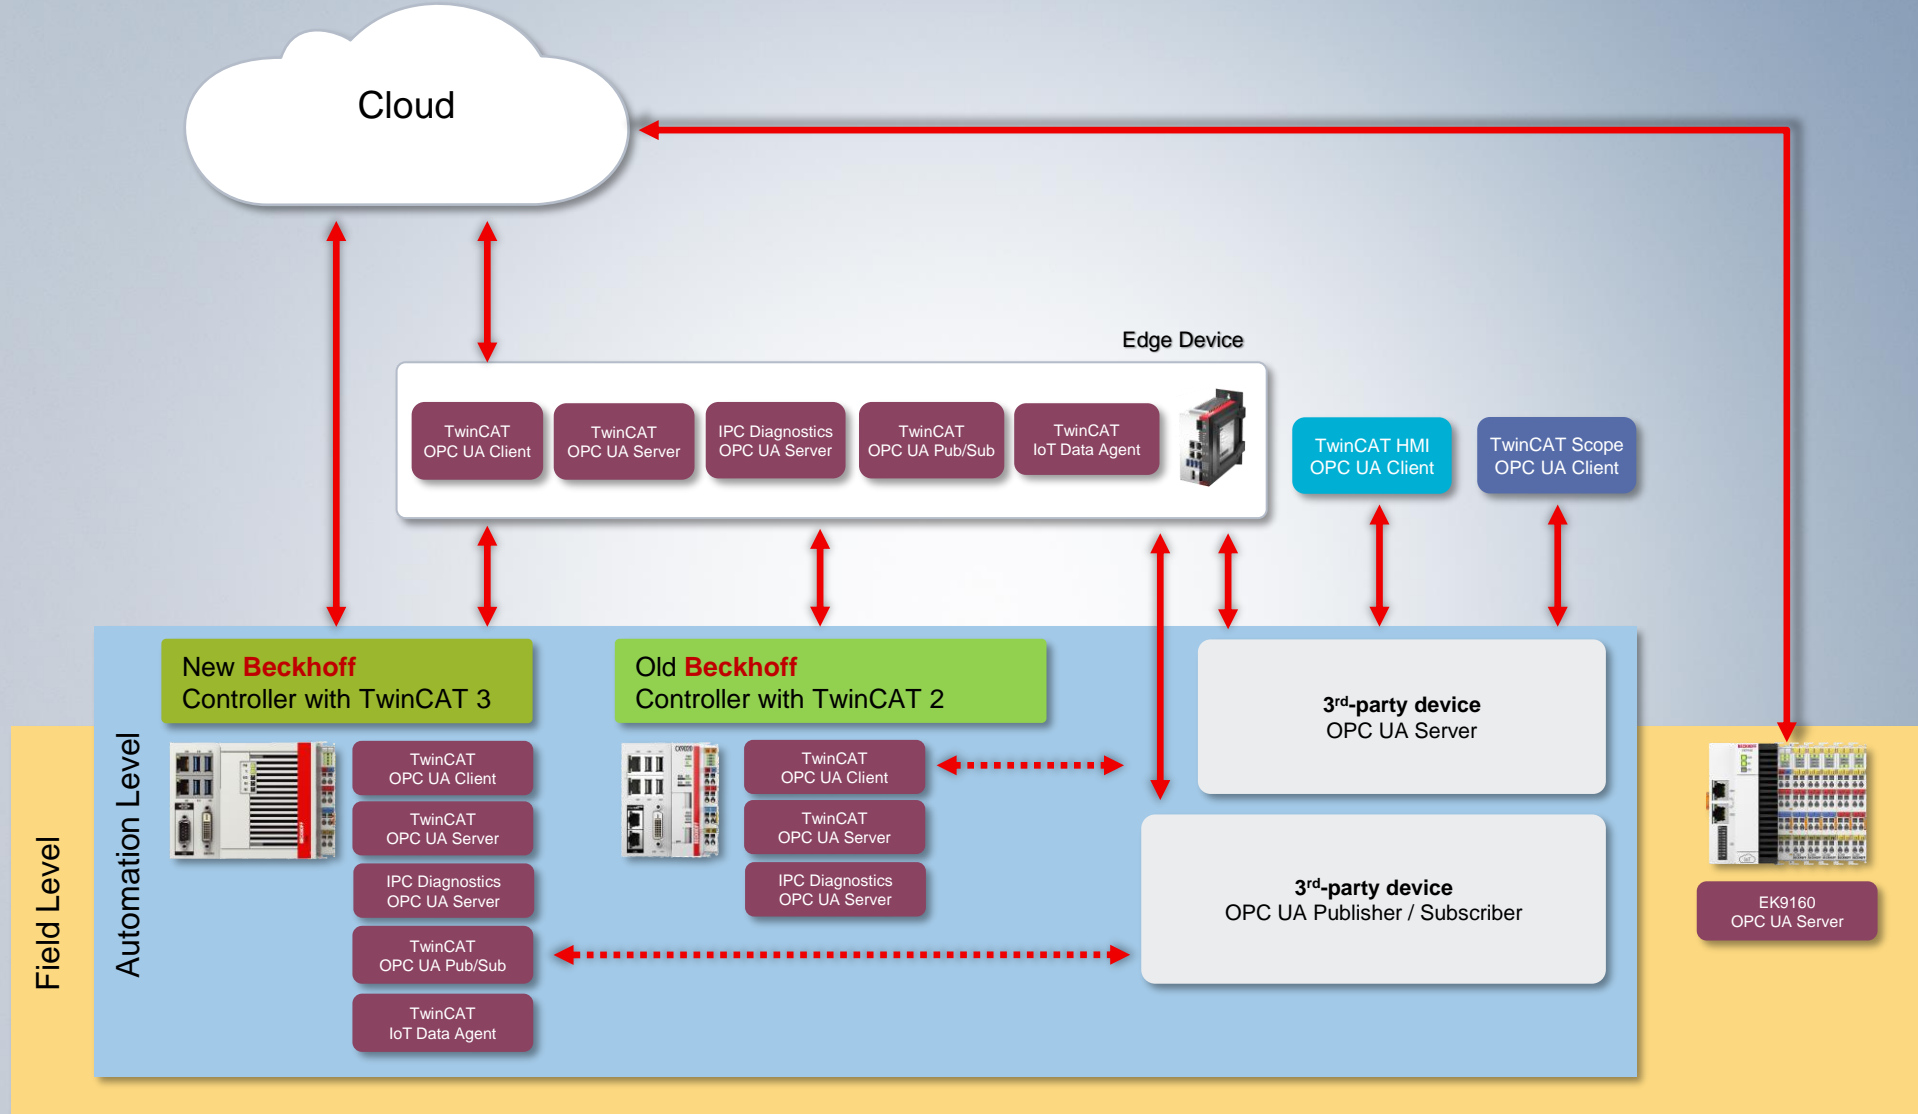 Cloud
Edge Device
TwinCAT
OPC UA Client
TwinCAT
OPC UA Server
IPC Diagnostics
OPC UA Server
TwinCAT
OPC UA Pub/Sub
TwinCAT
IoT Data Agent
TwinCAT HMI
OPC UA Client
TwinCAT Scope
OPC UA Client
Field Level
Automation Level
New Beckhoff
Controller with TwinCAT 3
TwinCAT
OPC UA Client
TwinCAT
OPC UA Server
IPC Diagnostics
OPC UA Server
TwinCAT
OPC UA Pub/Sub
TwinCAT
IoT Data Agent
Old Beckhoff
Controller with TwinCAT 2
CX9020
TwinCAT
OPC UA Client
TwinCAT
OPC UA Server
IPC Diagnostics
OPC UA Server
3rd-party device
OPC UA Server
3rd-party device
OPC UA Publisher / Subscriber
BECKHOFF
IoT
EK9160
OPC UA Server